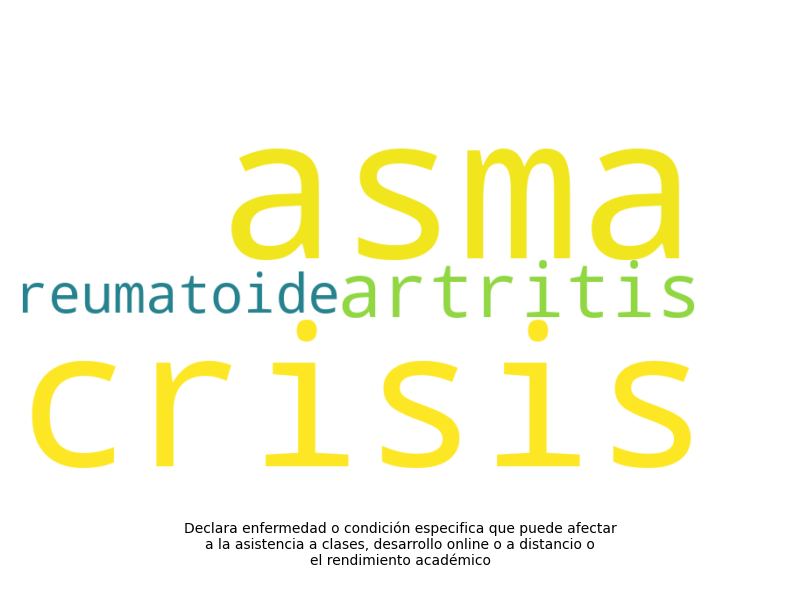 asma
reumatoide artritis
crisis
Declara enfermedad o condición especifica que puede afectar
a la asistencia a clases, desarrollo online o a distancio o
el rendimiento académico